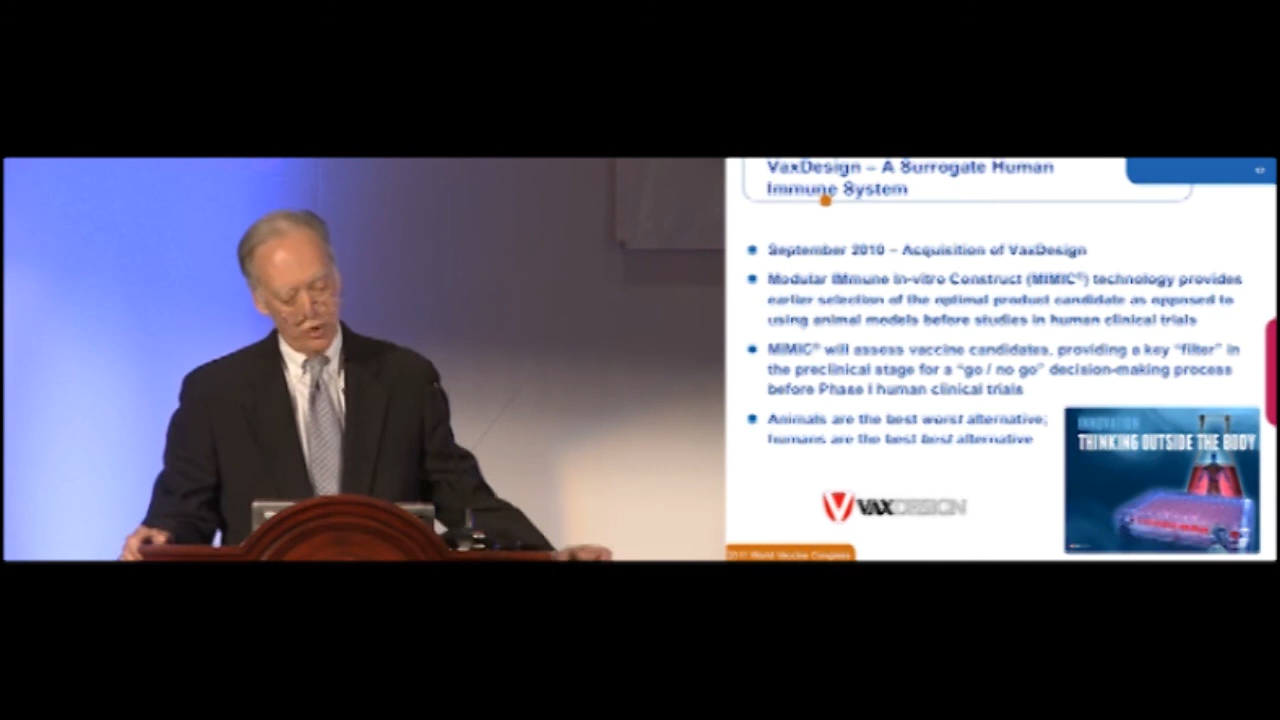 VaxDesign – A Surrogate Human
Immune System
September 2010 – Acquisition of VaxDesign
Modular IMmune In-vitro Construct (MIMIC®) technology provides
earlier selection of the optimal product candidate as opposed to
using animal models before studies in human clinical trials
MIMIC® will assess vaccine candidates, providing a key “filter” in
the preclinical stage for a “go / no go” decision-making process
before Phase I human clinical trials
Animals are the best worst alternative;
humans are the best best alternative
INNOVATION
THINKING OUTSIDE THE BODY
VAXDESIGN
2011 World Vaccine Congress